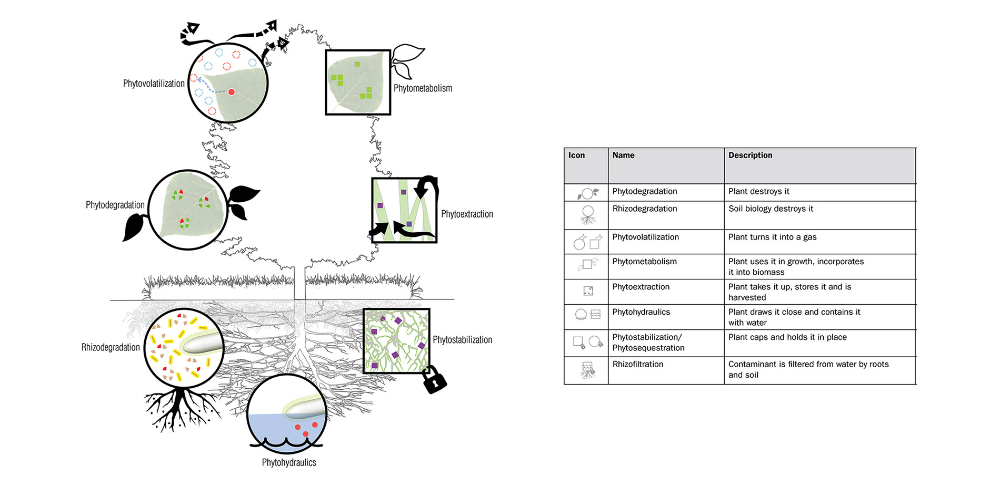 Phytovolatilization
Phytometabolism
Phytodegradation
Phytoextraction
Rhizodegradation
Phytostabilization
Phytohydraulics
Icon Name Description
Phytodegradation Plant destroys it
Rhizodegradation Soil biology destroys it
Phytovolatilization Plant turns it into a gas
Phytometabolism Plant uses it in growth, incorporates
it into biomass
Phytoextraction Plant takes it up, stores it and is
harvested
Phytohydraulics Plant draws it close and contains it
with water
Phytostabilization/ Plant caps and holds it in place
Phytosequestration
Rhizofiltration Contaminant is filtered from water by roots
and soil